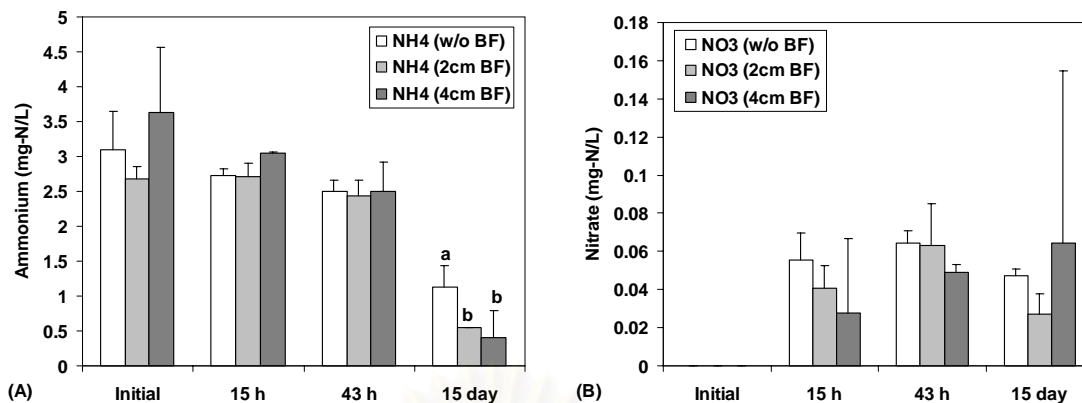 5
4.5
4
3.5
3
2.5
2
1.5
1
0.5
0
Ammonium (mg-N/L)
NH4 (w/o BF)
NH4 (2cm BF)
NH4 (4cm BF)
a
b
b
(A)
Initial
15 h
43 h
15 day
0.18
0.16
0.14
0.12
0.1
0.08
0.06
0.04
0.02
0
Nitrate (mg-N/L)
NO3 (w/o BF)
NO3 (2cm BF)
NO3 (4cm BF)
(B)
Initial
15 h
43 h
15 day